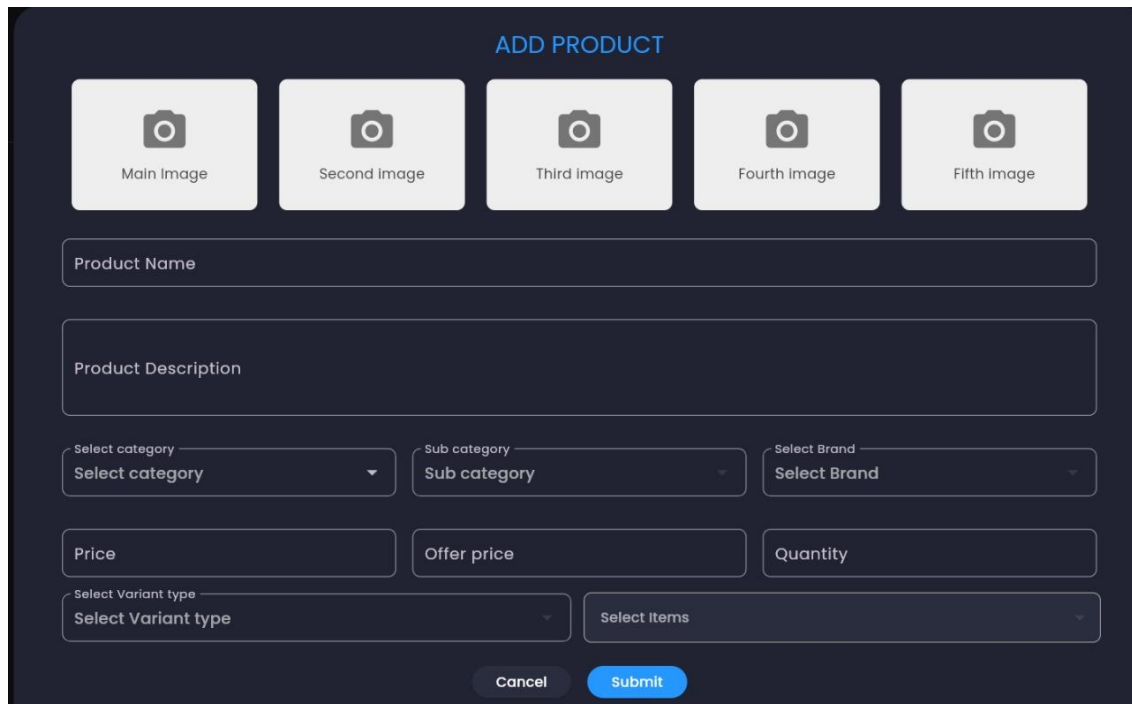 ADD PRODUCT
Main Image
Second image
Third image
Fourth image
Fifth image
Product Name
Product Description
Select category
Select category
Sub category
Sub category
Select Brand
Select Brand
Price
Offer price
Quantity
Select Variant type
Select Variant type
Select Items
Cancel
Submit